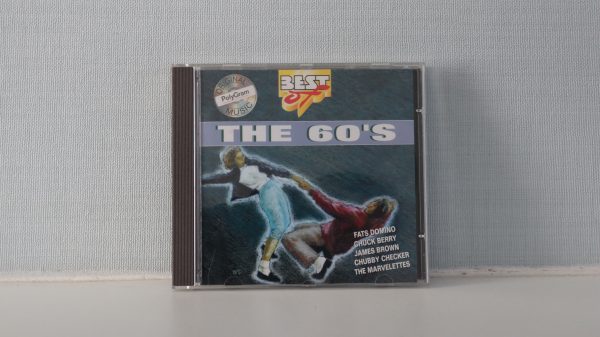 ORIGINAL
PolyGram
MUSIC
BEST
OF
THE 60'S
FATS DOMINO
CHUCK BERRY
JAMES BROWN
CHUBBY CHECKER
THE MARVELETTES